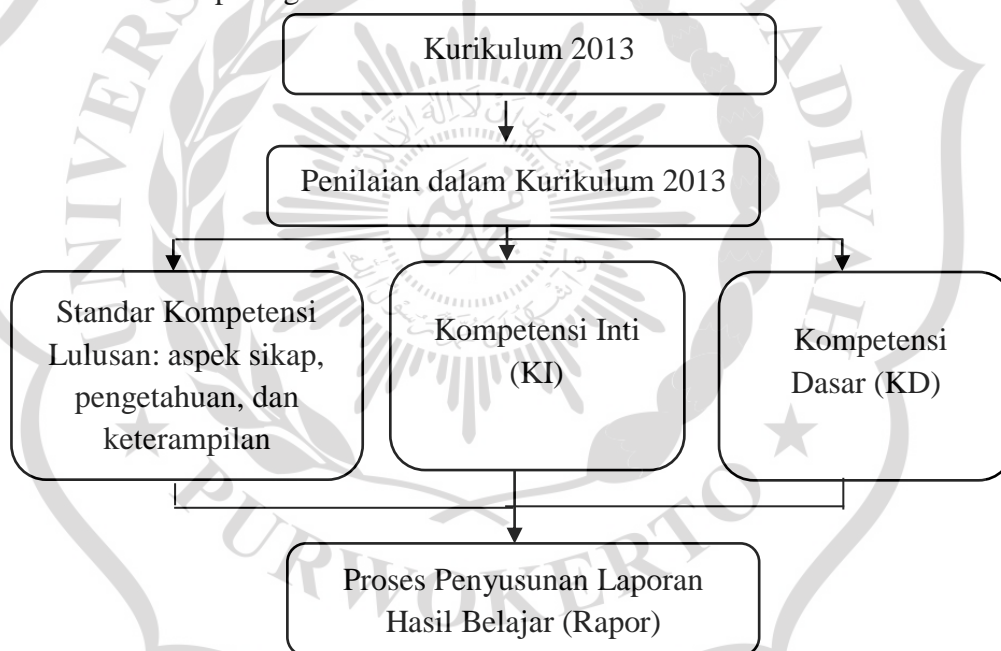 Kurikulum 2013
Penilaian dalam Kurikulum 2013
Standar Kompetensi
Lulusan: aspek sikap,
pengetahuan, dan
keterampilan
Kompetensi Inti
(KI)
Kompetensi
Dasar (KD)
Proses Penyusunan Laporan
Hasil Belajar (Rapor)
PURWOKERTO